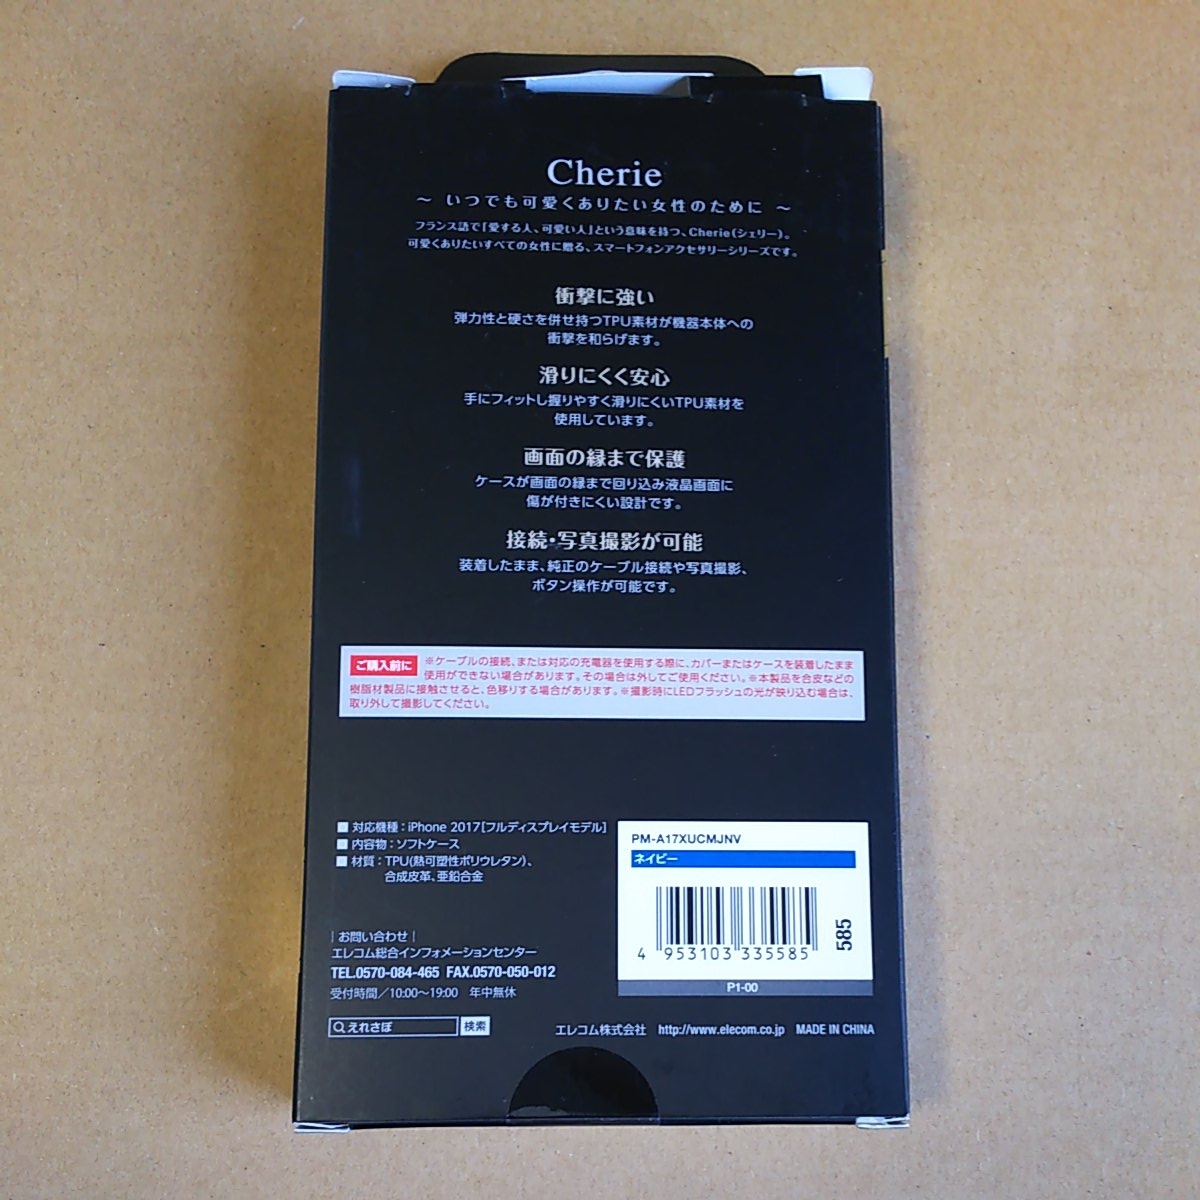 Cherie
～ いつでも可愛くありたい女性のために ～
フランス語で「愛する人、可愛い人」という意味を持つ、Cherie（シェリー）。
可愛くありたいすべての女性に贈る、スマートフォンアクセサリーシリーズです。
衝撃に強い
弾力性と硬さを併せ持つTPU素材が機器本体への
衝撃を和らげます。
滑りにくく安心
手にフィットし握りやすく滑りにくいTPU素材を
使用しています。
画面の縁まで保護
ケースが画面の縁まで回り込み液晶画面に
傷が付きにくい設計です。
接続・写真撮影が可能
装着したまま、純正のケーブル接続や写真撮影、
ボタン操作が可能です。
ご購入前に ※ケーブルの接続、または対応の充電器を使用する際に、カバーまたはケースを装着したまま
使用ができない場合があります。その場合は外してご使用ください。※本製品を合皮などの
樹脂材製品に接触させると、色移りする場合があります。※撮影時にLEDフラッシュの光が映り込む場合は、
取り外して撮影してください。
■対応機種：iPhone 2017[フルディスプレイモデル]
■内容物：ソフトケース
■材質：TPU(熱可塑性ポリウレタン)、
合成皮革、亜鉛合金
PM-A17XUCMJNV
ネイビー
4 953103 335585
585
P1-00
| お問い合わせ |
エレコム総合インフォメーションセンター
TEL.0570-084-465 FAX.0570-050-012
受付時間／10:00～19:00 年中無休
えれさぽ 検索
エレコム株式会社 http://www.elecom.co.jp MADE IN CHINA